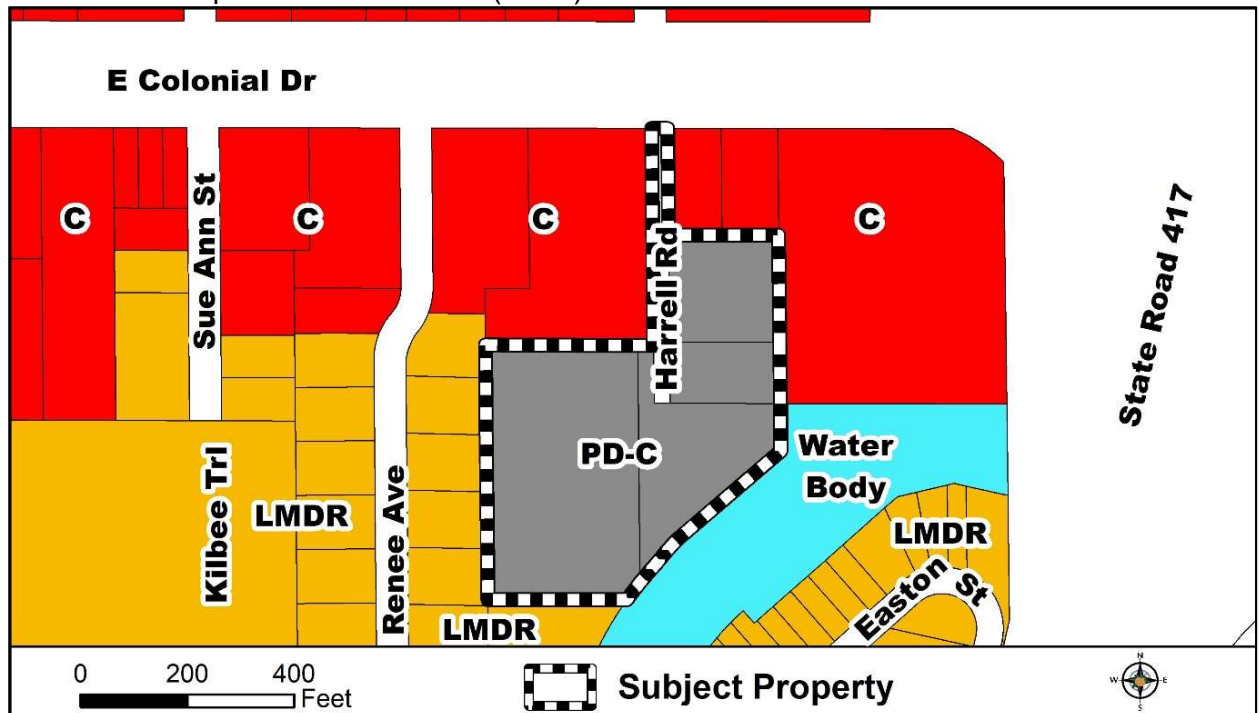 E Colonial Dr
C
C
C
C
Sue Ann St
Harrell Rd
State Road 417
PD-C
Water
Body
Kilbee Trl
LMDR
Renee Ave
LMDR
Easton St
LMDR
0 200 400
Feet
Subject Property
N
W E
S